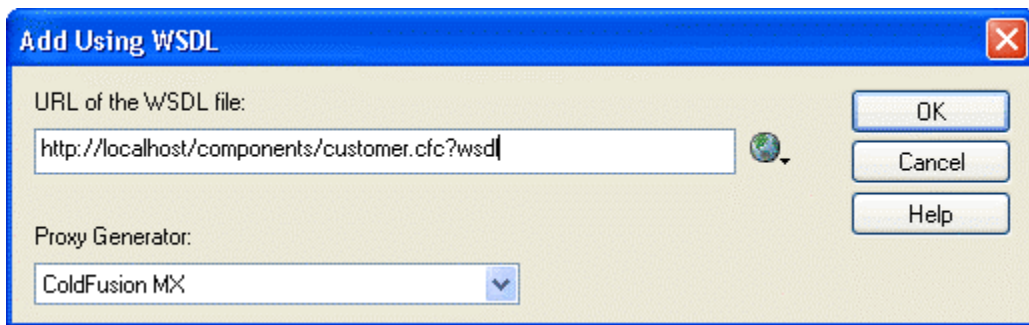 Add Using WSDL
URL of the WSDL file:
http://localhost/components/customer.cfc?wsdl
OK
Cancel
Help
Proxy Generator:
ColdFusion MX